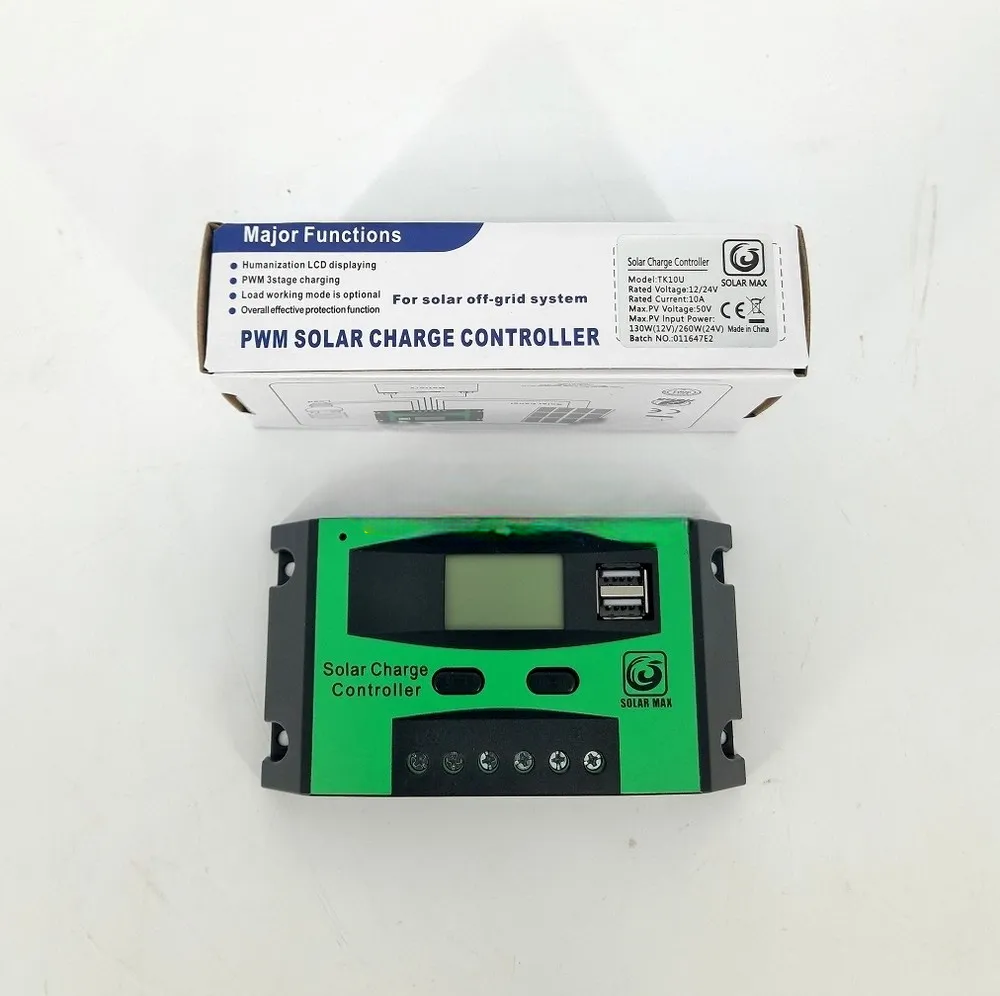 Major Functions
Humanization LCD displaying
PWM 3stage charging
Load working mode is optional
Overall effective protection function
For solar off-grid system
PWM SOLAR CHARGE CONTROLLER
Solar Charge Controller
SOLAR MAX
Model:TK10U
Rated Voltage:12/24V
Rated Current:10A
Max.PV Voltage:50V
Max.PV Input Power:
130W(12V)/260W(24V)
CE
Made in China
Batch NO.:011647E2
Solar Charge
Controller
SOLAR MAX